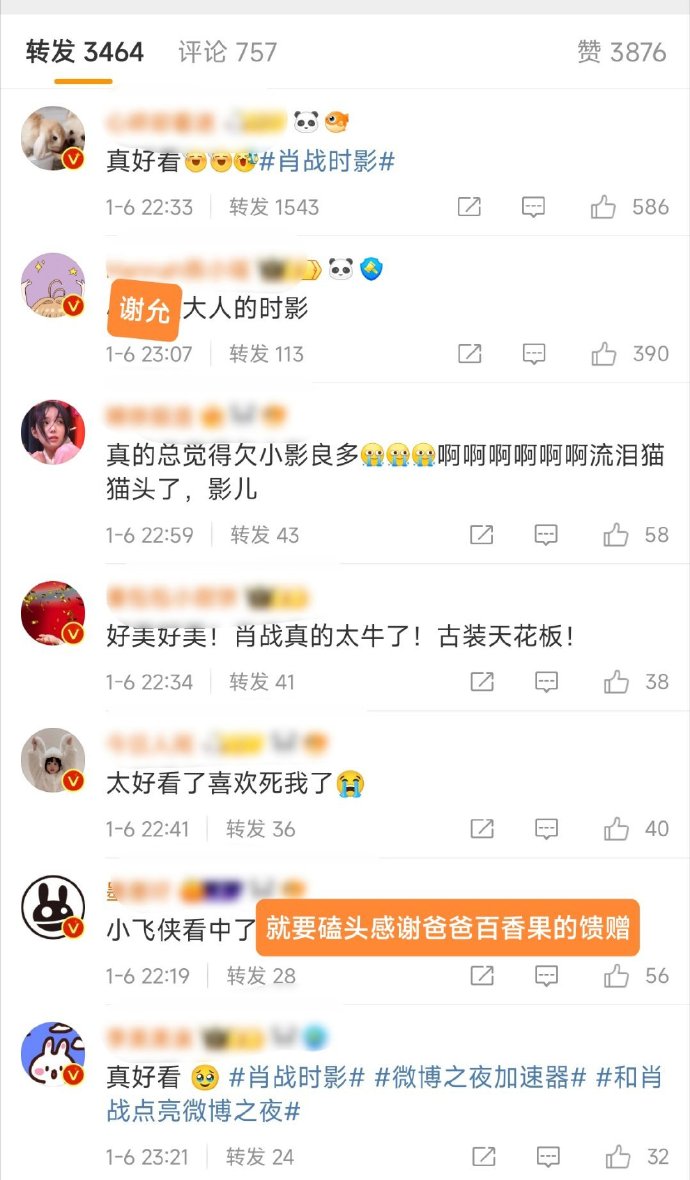 转发 3464 评论 757 赞 3876
真好看#肖战时影#
1-6 22:33 转发 1543 586
谢允大人的时影
1-6 23:07 转发 113 390
真的总觉得欠小影良多啊啊啊啊啊啊流泪猫
猫头了，影儿
1-6 22:59 转发 43 58
好美好美！肖战真的太牛了！古装天花板！
1-6 22:34 转发 41 38
太好看了喜欢死我了
1-6 22:41 转发 36 40
小飞侠看中了就要磕头感谢爸爸百香果的馈赠
1-6 22:19 转发 28 56
真好看 #肖战时影# #微博之夜加速器# #和肖
战点亮微博之夜#
1-6 23:21 转发 24 32